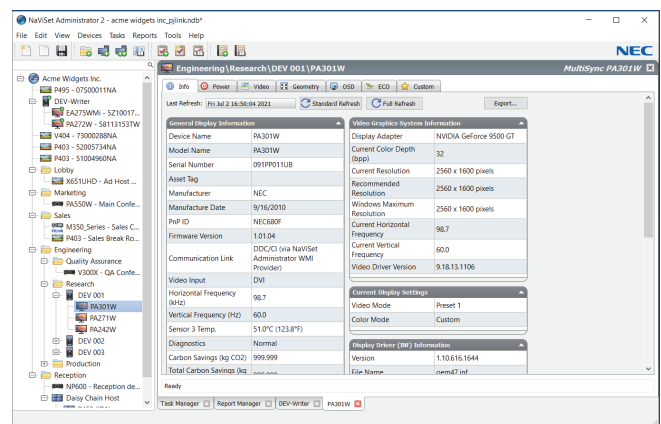 NaViSet Administrator 2 - acme widgets inc_pjlink.ndb*
File Edit View Devices Tasks Reports Tools Help
NEC
Engineering\Research\DEV 001\PA301W
MultiSync PA301W
Acme Widgets Inc.
P495 - 07S00011NA
DEV-Writer
EA275WMi - 5Z10017...
PA272W - 58113153TW
V404 - 73000288NA
P403 - 52005734NA
P403 - 51004960NA
Lobby
X651UHD - Ad Host ...
Marketing
PA550W - Main Confe...
Sales
M350_Series - Sales C...
P403 - Sales Break Ro...
Engineering
Quality Assurance
V300X - QA Confe...
Research
DEV 001
PA301W
PA271W
PA242W
DEV 002
DEV 003
Production
Reception
NP600 - Reception de...
Daisy Chain Host
Info Power Video Geometry OSD ECO Custom
Last Refresh: Fri Jul 2 16:50:04 2021 Standard Refresh Full Refresh Export...
General Display Information
Device Name PA301W
Model Name PA301W
Serial Number 091PP011UB
Asset Tag
Manufacturer NEC
Manufacture Date 9/16/2010
PnP ID NEC680F
Firmware Version 1.01.04
Communication Link DDC/CI (via NaViSet Administrator WMI Provider)
Video Input DVI
Horizontal Frequency (kHz) 98.7
Vertical Frequency (Hz) 60.0
Sensor 3 Temp. 51.0°C (123.8°F)
Diagnostics Normal
Carbon Savings (kg CO2) 999.999
Total Carbon Savings (kg
Video Graphics System Information
Display Adapter NVIDIA GeForce 9500 GT
Current Color Depth (bpp) 32
Current Resolution 2560 x 1600 pixels
Recommended Resolution 2560 x 1600 pixels
Windows Maximum Resolution 2560 x 1600 pixels
Current Horizontal Frequency 98.7
Current Vertical Frequency 60.0
Video Driver Version 9.18.13.1106
Current Display Settings
Video Mode Preset 1
Color Mode Custom
Display Driver (INF) Information
Version 1.10.616.1644
File Name oem47.inf
Ready
Task Manager Report Manager DEV-Writer PA301W